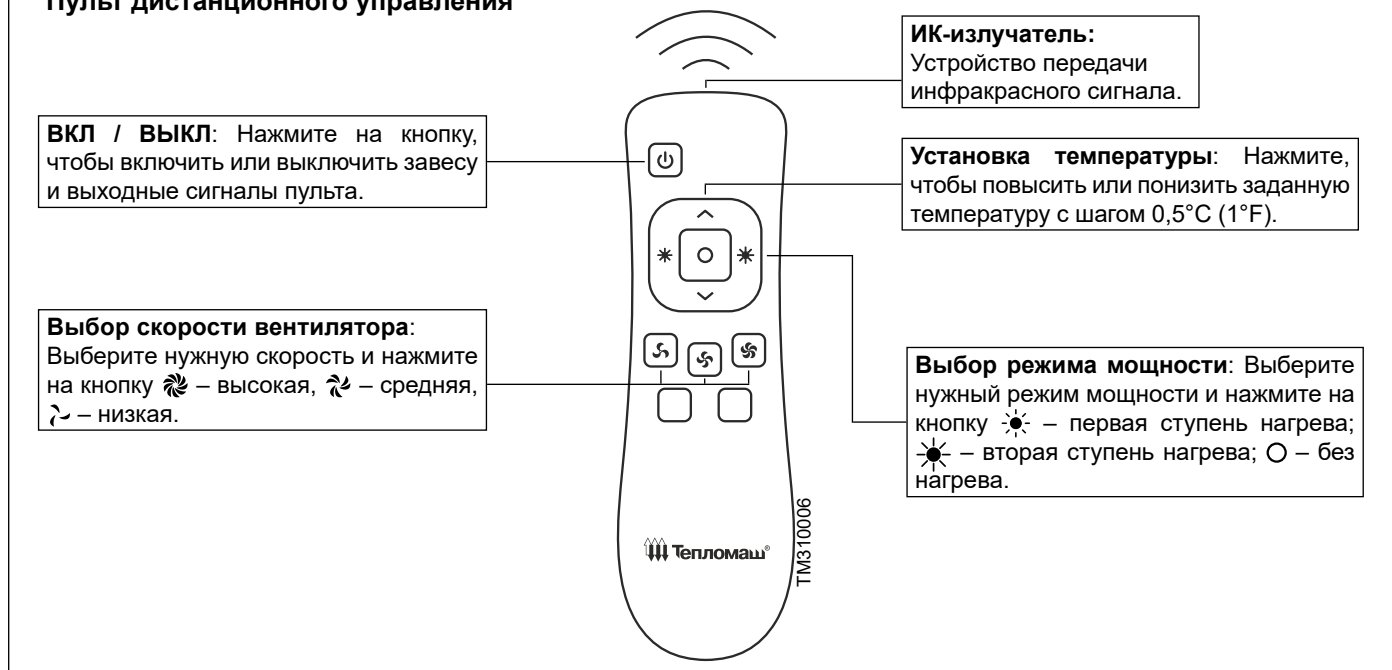 Пульт дистанционного управления
ИК-излучатель:
Устройство передачи
инфракрасного сигнала.
ВКЛ / ВЫКЛ: Нажмите на кнопку,
чтобы включить или выключить завесу
и выходные сигналы пульта.
Установка температуры: Нажмите,
чтобы повысить или понизить заданную
температуру с шагом 0,5°C (1°F).
Выбор скорости вентилятора:
Выберите нужную скорость и нажмите
на кнопку – высокая, – средняя,
– низкая.
Выбор режима мощности: Выберите
нужный режим мощности и нажмите на
кнопку – первая ступень нагрева;
– вторая ступень нагрева; – без
нагрева.
Тепломаш®
TM310006